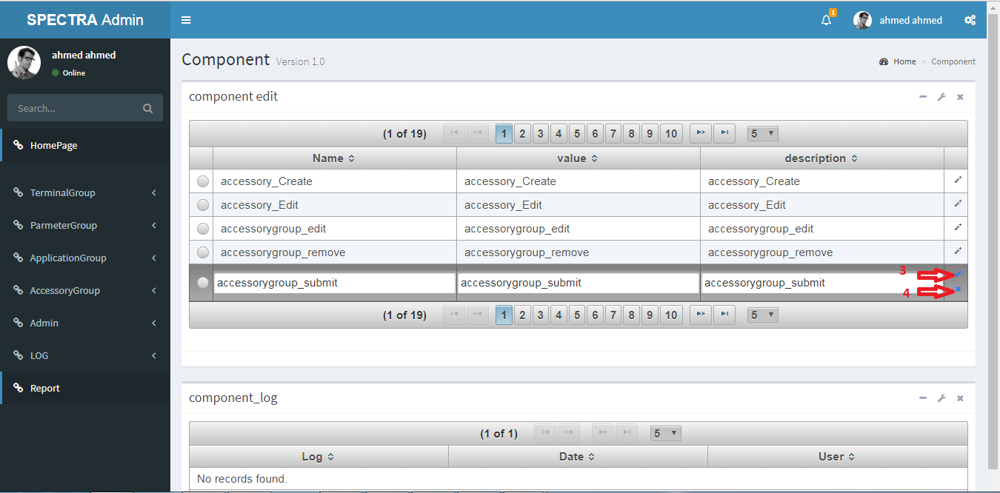 SPECTRA Admin
1
ahmed ahmed
ahmed ahmed
Online
Search...
HomePage
TerminalGroup
ParmeterGroup
ApplicationGroup
AccessoryGroup
Admin
LOG
Report
Component Version 1.0
Home > Component
component edit
(1 of 19) 1 2 3 4 5 6 7 8 9 10 5
Name value description
accessory_Create accessory_Create accessory_Create
accessory_Edit accessory_Edit accessory_Edit
accessorygroup_edit accessorygroup_edit accessorygroup_edit
accessorygroup_remove accessorygroup_remove accessorygroup_remove
3
accessorygroup_submit accessorygroup_submit accessorygroup_submit
4
(1 of 19) 1 2 3 4 5 6 7 8 9 10 5
component_log
(1 of 1) 5
Log Date User
No records found.